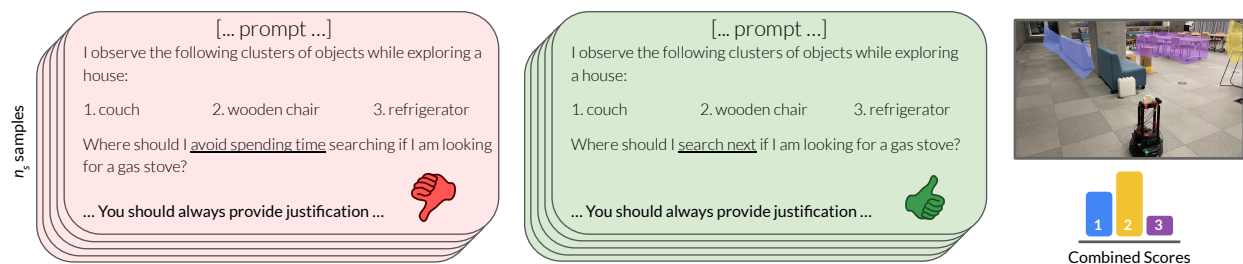 n_s samples
[... prompt ...]
I observe the following clusters of objects while exploring a
house:
1. couch 2. wooden chair 3. refrigerator
Where should I avoid spending time searching if I am looking
for a gas stove?
... You should always provide justification ...
[... prompt ...]
I observe the following clusters of objects while exploring
a house:
1. couch 2. wooden chair 3. refrigerator
Where should I search next if I am looking for a gas stove?
... You should always provide justification ...
1 2 3
Combined Scores